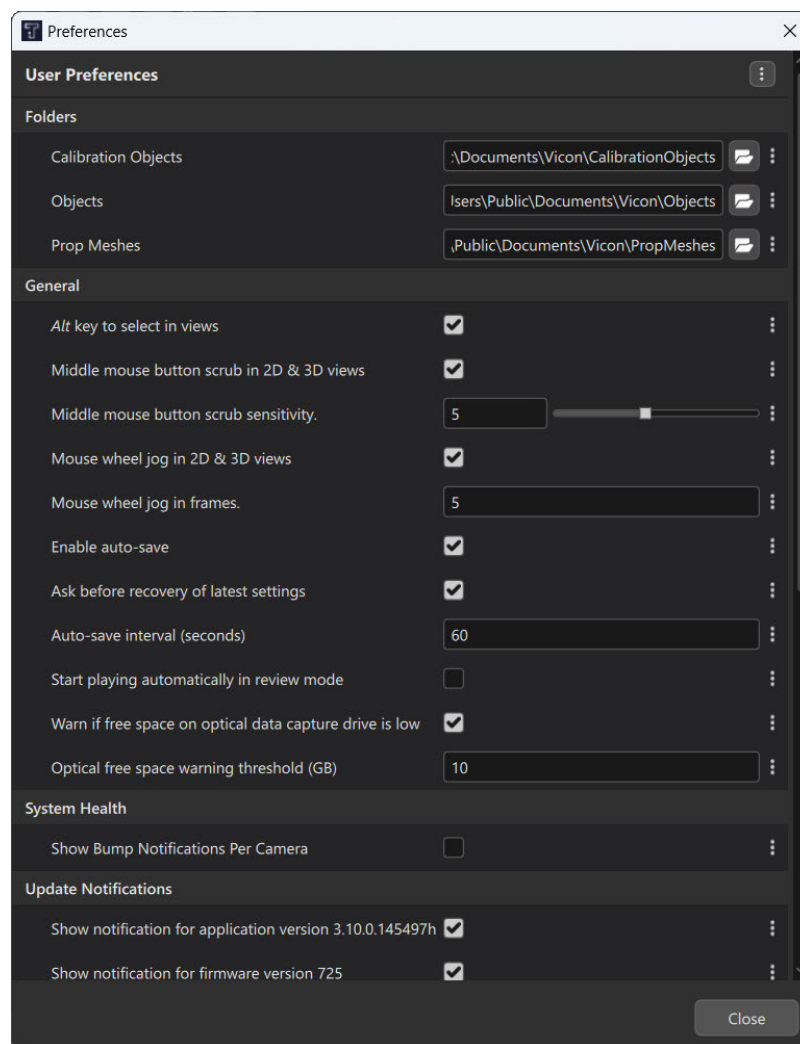 Preferences
User Preferences
Folders
Calibration Objects :\Documents\Vicon\CalibrationObjects
Objects Isers\Public\Documents\Vicon\Objects
Prop Meshes \Public\Documents\Vicon\PropMeshes
General
Alt key to select in views
Middle mouse button scrub in 2D & 3D views
Middle mouse button scrub sensitivity. 5
Mouse wheel jog in 2D & 3D views
Mouse wheel jog in frames. 5
Enable auto-save
Ask before recovery of latest settings
Auto-save interval (seconds) 60
Start playing automatically in review mode
Warn if free space on optical data capture drive is low
Optical free space warning threshold (GB) 10
System Health
Show Bump Notifications Per Camera
Update Notifications
Show notification for application version 3.10.0.145497h
Show notification for firmware version 725
Close